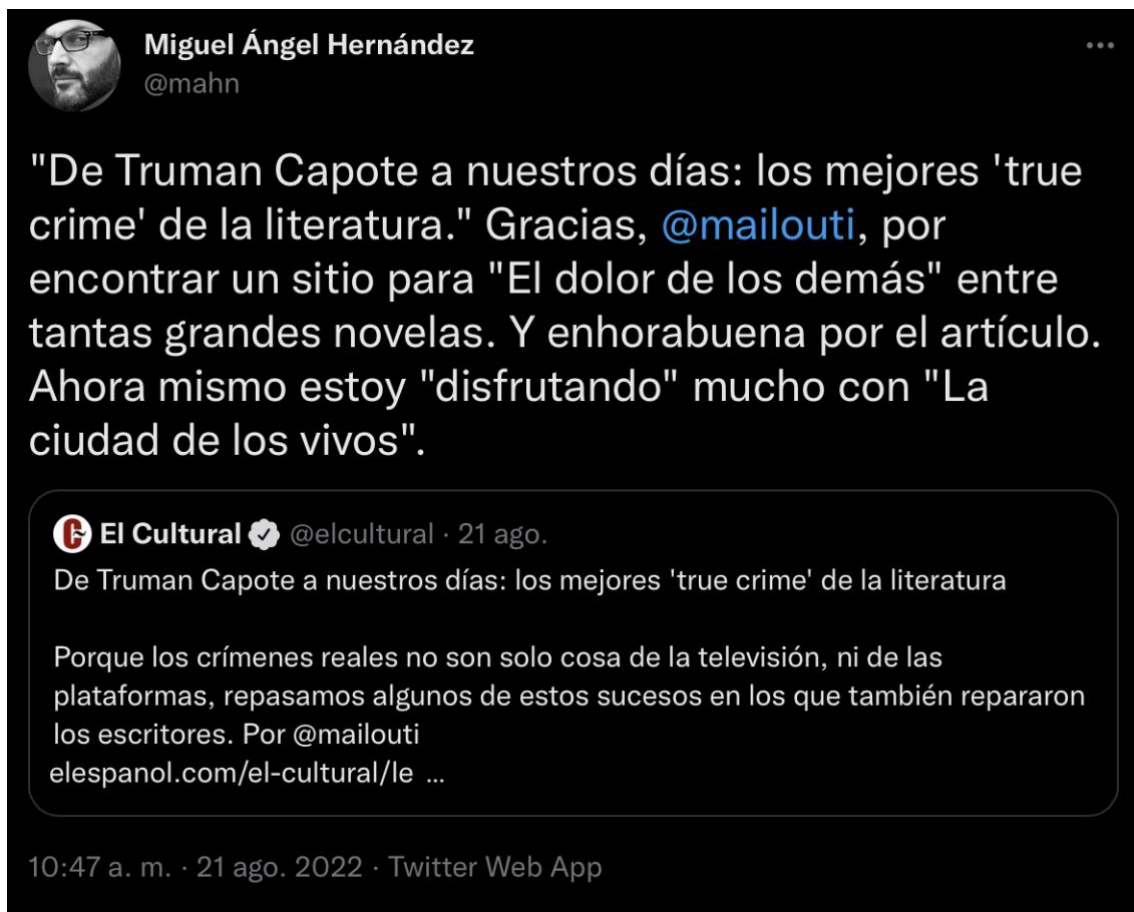 Miguel Ángel Hernández
@mahn
"De Truman Capote a nuestros días: los mejores 'true
crime' de la literatura." Gracias, @mailouti, por
encontrar un sitio para "El dolor de los demás" entre
tantas grandes novelas. Y enhorabuena por el artículo.
Ahora mismo estoy "disfrutando" mucho con "La
ciudad de los vivos".
El Cultural @elcultural · 21 ago.
De Truman Capote a nuestros días: los mejores 'true crime' de la literatura
Porque los crímenes reales no son solo cosa de la televisión, ni de las
plataformas, repasamos algunos de estos sucesos en los que también repararon
los escritores. Por @mailouti
elespanol.com/el-cultural/le ...
10:47 a. m. · 21 ago. 2022 · Twitter Web App